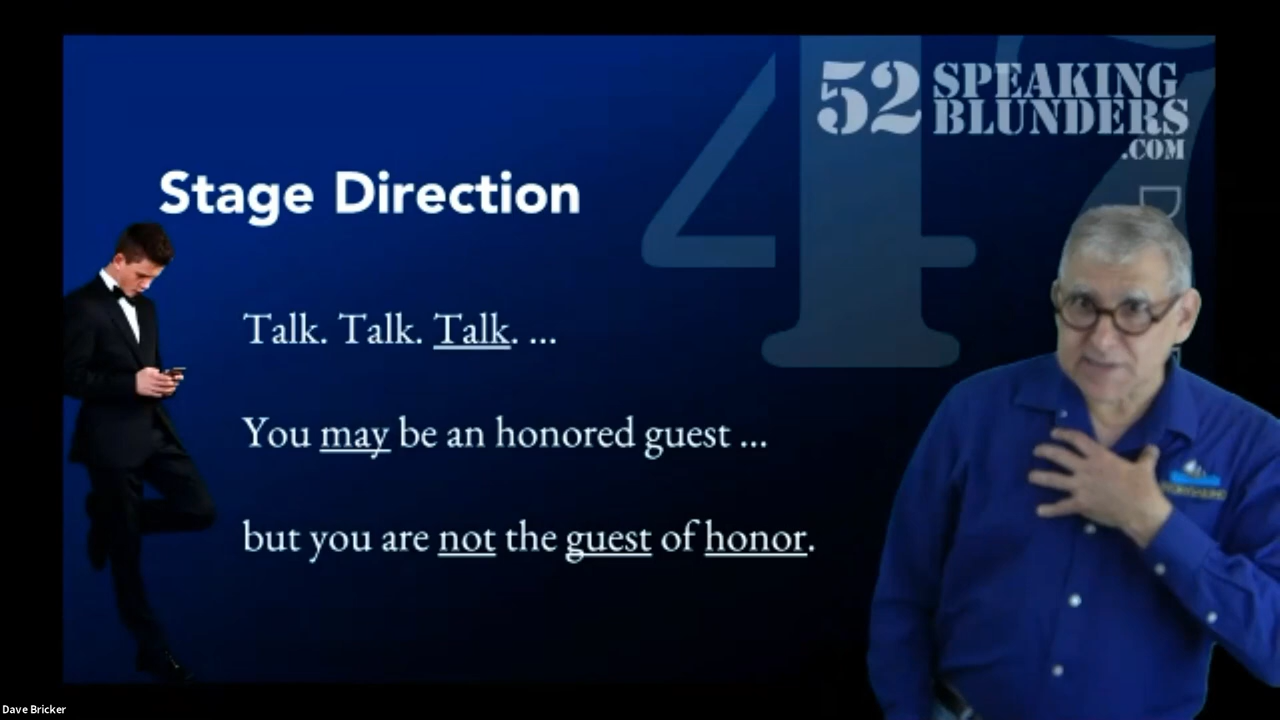 52 SPEAKING
BLUNDERS
.COM
47
Stage Direction
Talk. Talk. Talk. ...
You may be an honored guest ...
but you are not the guest of honor.
Dave Bricker